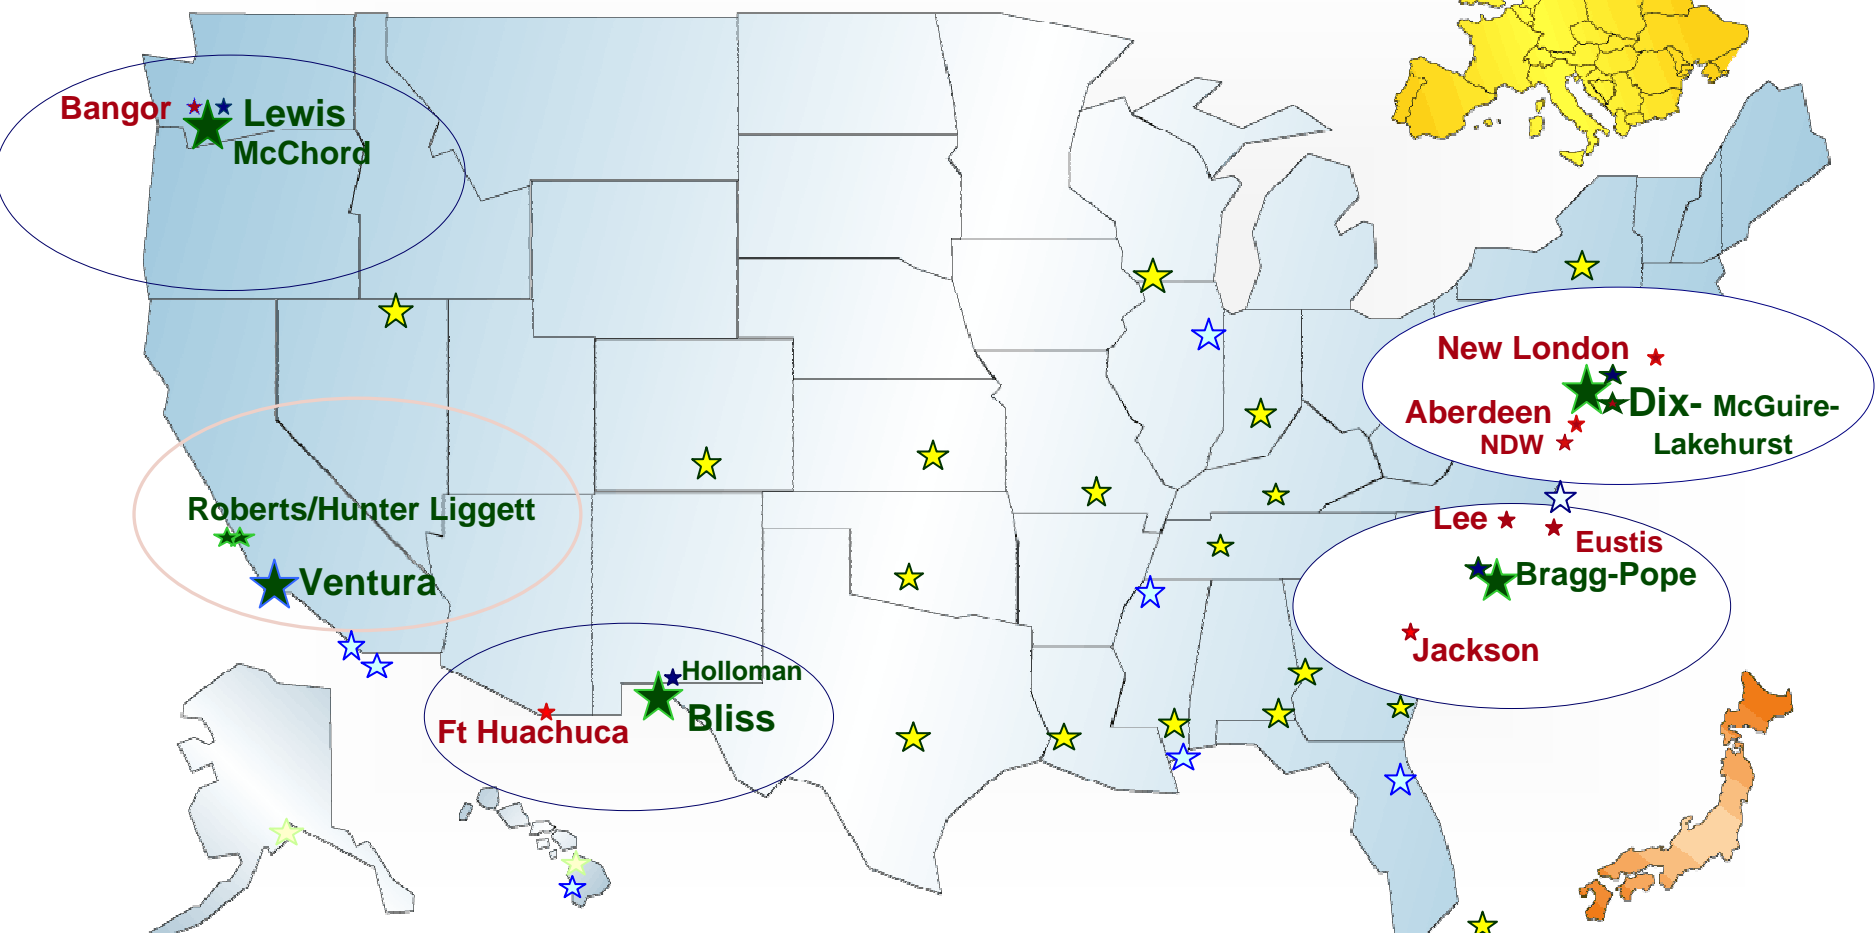 Bangor
Lewis
McChord
New London
Dix- McGuire-
Aberdeen
NDW
Lakehurst
Roberts/Hunter Liggett
Lee
Eustis
Ventura
Bragg-Pope
Jackson
Holloman
Bliss
Ft Huachuca